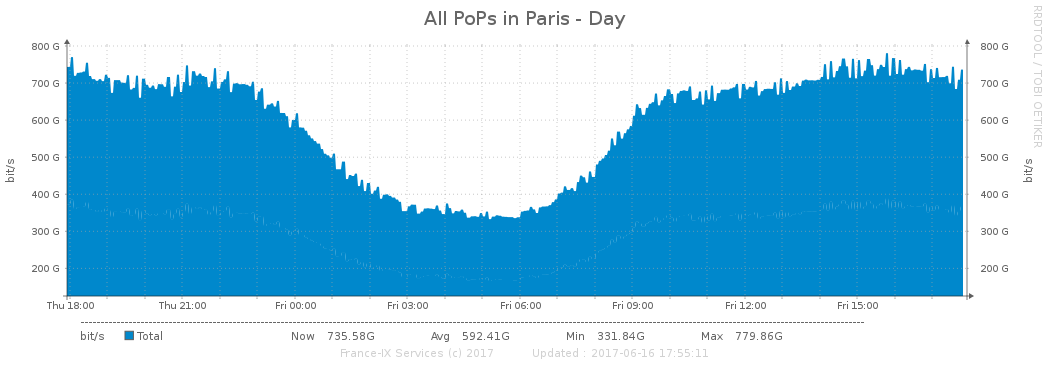 All PoPs in Paris - Day
RRDTOOL / TOBI OETIKER
800 G 800 G
700 G 700 G
600 G 600 G
500 G 500 G
400 G 400 G
300 G 300 G
200 G 200 G
bit/s bit/s
Thu 18:00 Thu 21:00 Fri 00:00 Fri 03:00 Fri 06:00 Fri 09:00 Fri 12:00 Fri 15:00
bit/s Total Now 735.58G Avg 592.41G Min 331.84G Max 779.86G
France-IX Services (c) 2017 Updated : 2017-06-16 17:55:11